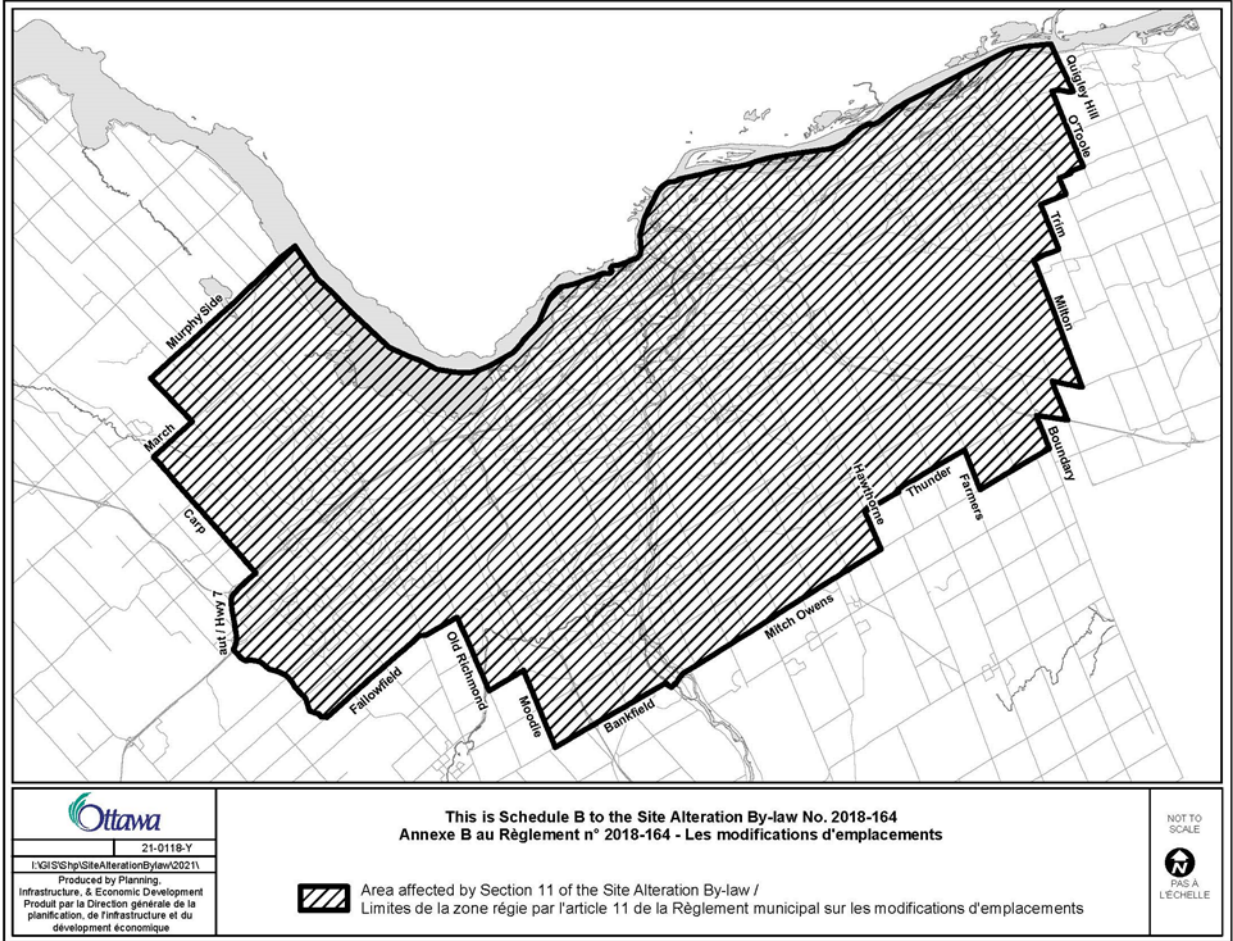 Quigley Hill
O'Toole
Trim
Milton
Boundary
Farmers
Thunder
Hawthorne
Mitch Owens
Bankfield
Moodie
Old Richmond
Fallowfield
aut / Hwy 7
Carp
March
Murphy Side
Ottawa
21-0118-Y
I:\GIS\Shp\SiteAlterationBylaw\2021\
Produced by Planning,
Infrastructure, & Economic Development
Produit par la Direction générale de la
planification, de l'infrastructure et du
développement économique
This is Schedule B to the Site Alteration By-law No. 2018-164
Annexe B au Règlement n° 2018-164 - Les modifications d'emplacements
Area affected by Section 11 of the Site Alteration By-law /
Limites de la zone régie par l'article 11 de la Règlement municipal sur les modifications d'emplacements
NOT TO
SCALE
N
PAS À
L'ÉCHELLE